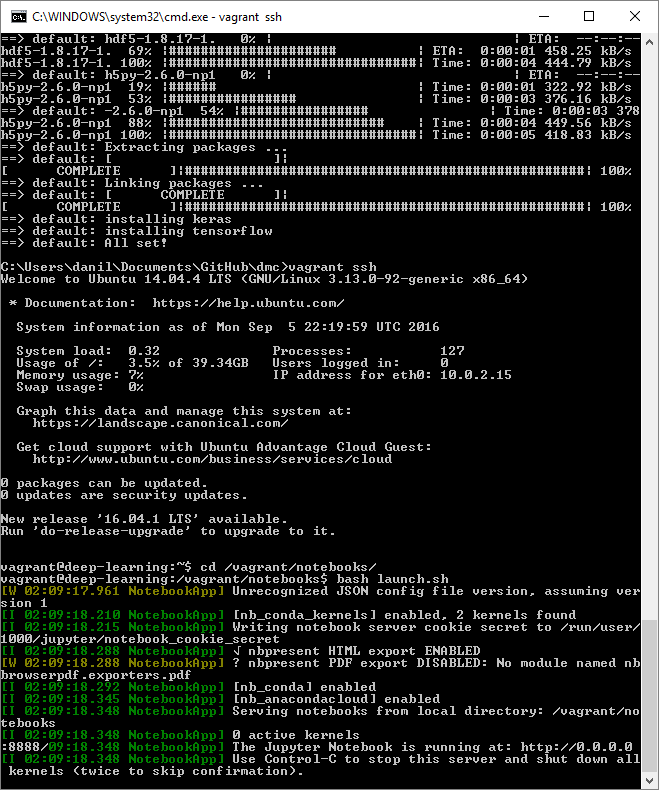 C:\WINDOWS\system32\cmd.exe - vagrant  ssh
==> default: hdf5-1.8.17-1.   0% |                              | ETA:  --:--:--
hdf5-1.8.17-1.  69% |#####################          | ETA:  0:00:01 458.25 kB/s
hdf5-1.8.17-1. 100% |###############################| Time: 0:00:04 444.79 kB/s
==> default: h5py-2.6.0-np1   0% |                              | ETA:  --:--:--
h5py-2.6.0-np1  19% |######                         | Time: 0:00:01 322.92 kB/s
h5py-2.6.0-np1  53% |################               | Time: 0:00:03 376.16 kB/s
==> default: -2.6.0-np1  54% |################               | Time: 0:00:03 378
h5py-2.6.0-np1  88% |###########################    | Time: 0:00:04 449.56 kB/s
h5py-2.6.0-np1 100% |###############################| Time: 0:00:05 418.83 kB/s
==> default: Extracting packages ...
==> default: [                    ]|
[      COMPLETE      ]|##################################################| 100%
==> default: Linking packages ...
==> default: [      COMPLETE      ]|
[      COMPLETE      ]|##################################################| 100%
==> default: installing keras
==> default: installing tensorflow
==> default: All set!
C:\Users\danil\Documents\GitHub\dmc>vagrant ssh
Welcome to Ubuntu 14.04.4 LTS (GNU/Linux 3.13.0-92-generic x86_64)
 * Documentation:  https://help.ubuntu.com/
  System information as of Mon Sep  5 22:19:59 UTC 2016
  System load:  0.32              Processes:           127
  Usage of /:   3.5% of 39.34GB   Users logged in:     0
  Memory usage: 7%                IP address for eth0: 10.0.2.15
  Swap usage:   0%
  Graph this data and manage this system at:
    https://landscape.canonical.com/
  Get cloud support with Ubuntu Advantage Cloud Guest:
    http://www.ubuntu.com/business/services/cloud
0 packages can be updated.
0 updates are security updates.
New release '16.04.1 LTS' available.
Run 'do-release-upgrade' to upgrade to it.
vagrant@deep-learning:~$ cd /vagrant/notebooks/
vagrant@deep-learning:/vagrant/notebooks$ bash launch.sh
[W 02:09:17.961 NotebookApp] Unrecognized JSON config file version, assuming ver
sion 1
[I 02:09:18.210 NotebookApp] [nb_conda_kernels] enabled, 2 kernels found
[I 02:09:18.215 NotebookApp] Writing notebook server cookie secret to /run/user/
1000/jupyter/notebook_cookie_secret
[I 02:09:18.288 NotebookApp] √ nbpresent HTML export ENABLED
[W 02:09:18.288 NotebookApp] ? nbpresent PDF export DISABLED: No module named nb
browserpdf.exporters.pdf
[I 02:09:18.292 NotebookApp] [nb_conda] enabled
[I 02:09:18.345 NotebookApp] [nb_anacondacloud] enabled
[I 02:09:18.348 NotebookApp] Serving notebooks from local directory: /vagrant/no
tebooks
[I 02:09:18.348 NotebookApp] 0 active kernels
:8888/09:18.348 NotebookApp] The Jupyter Notebook is running at: http://0.0.0.0
[I 02:09:18.348 NotebookApp] Use Control-C to stop this server and shut down all
 kernels (twice to skip confirmation).